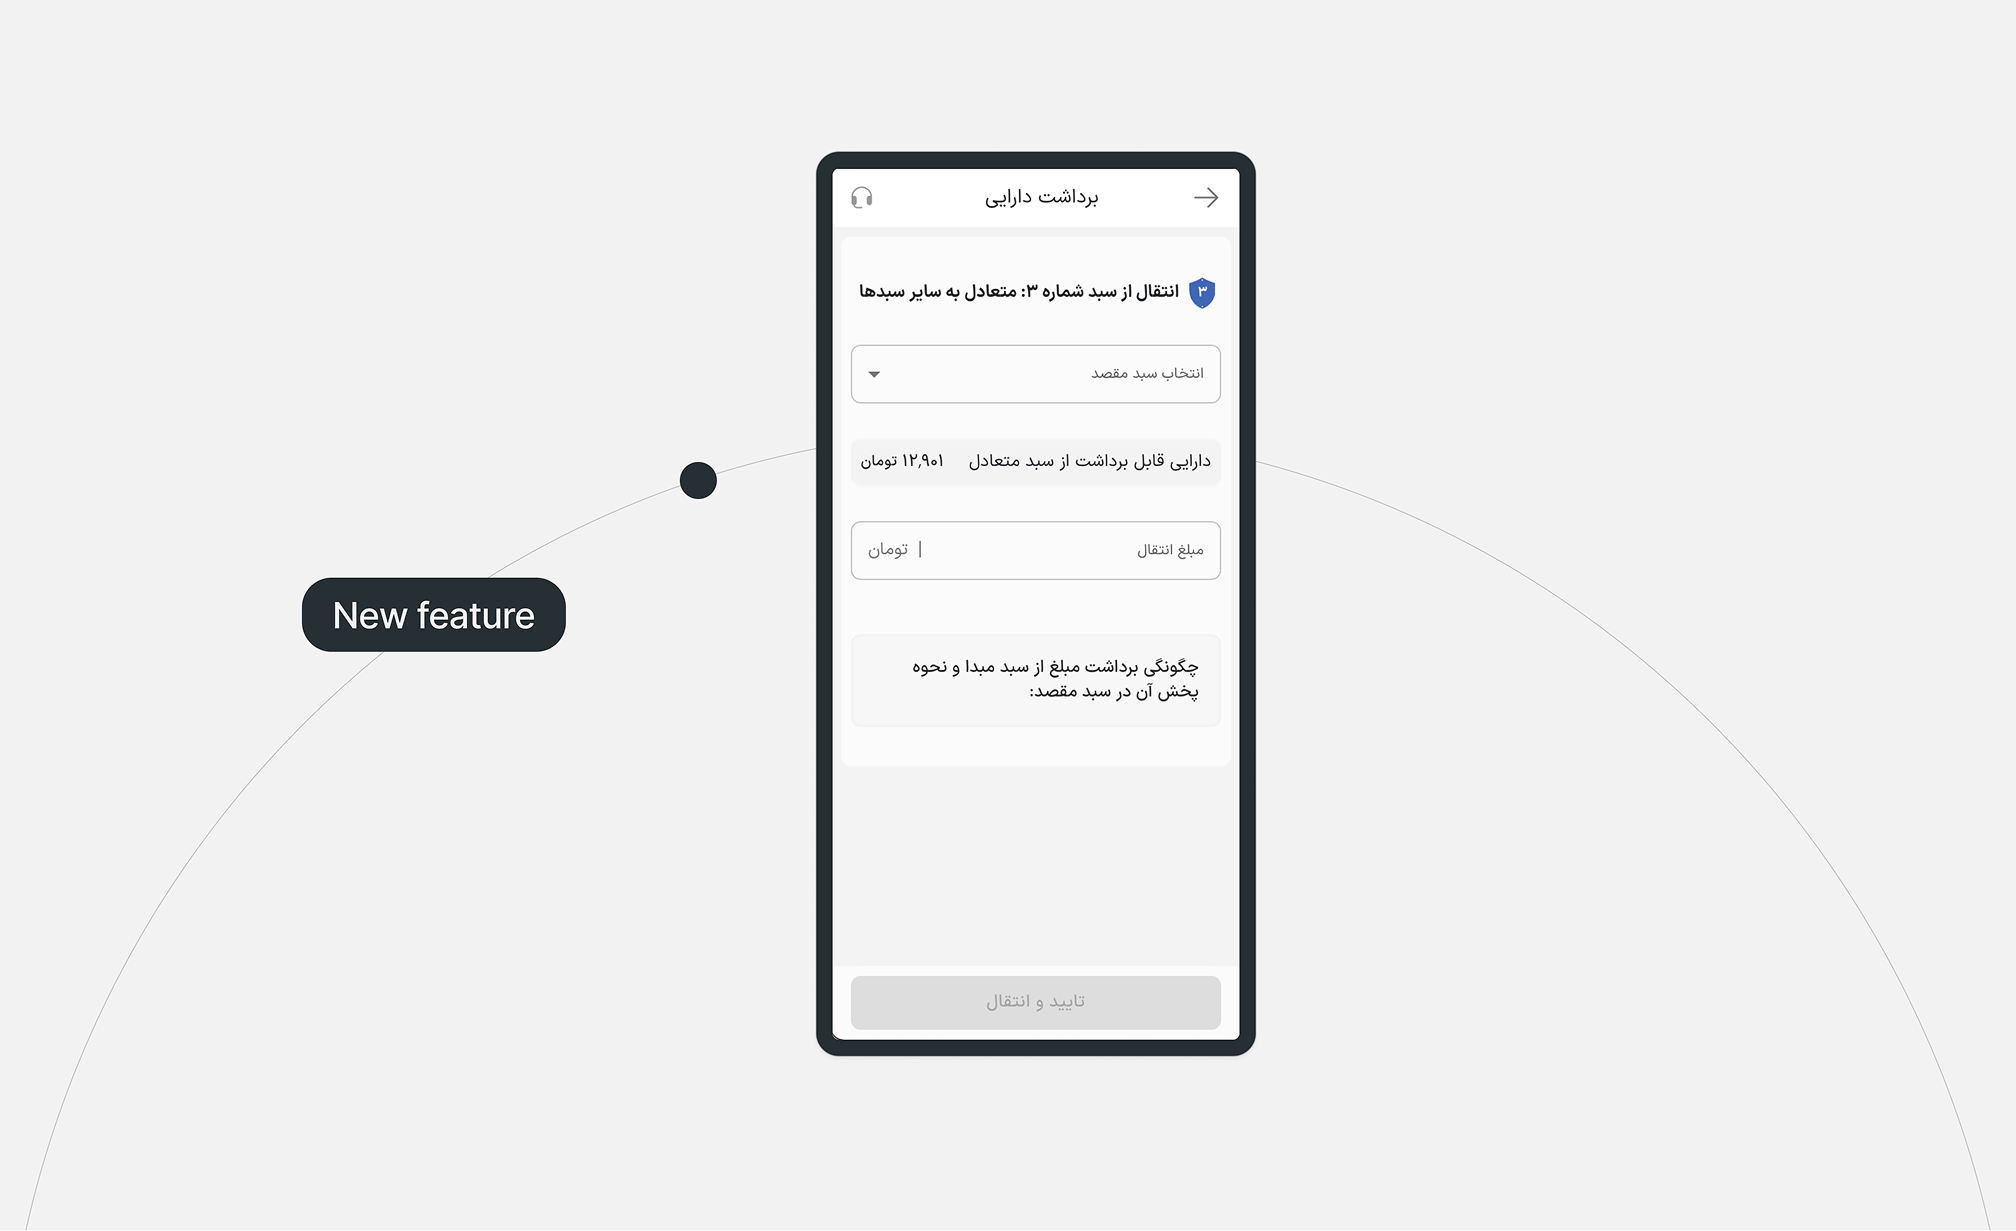 برداشت دارایی
۳
انتقال از سبد شماره ۳: متعادل به سایر سبدها
انتخاب سبد مقصد
دارایی قابل برداشت از سبد متعادل ۱۲,۹۰۱ تومان
مبلغ انتقال | تومان
New feature
چگونگی برداشت مبلغ از سبد مبدا و نحوه
پخش آن در سبد مقصد:
تایید و انتقال